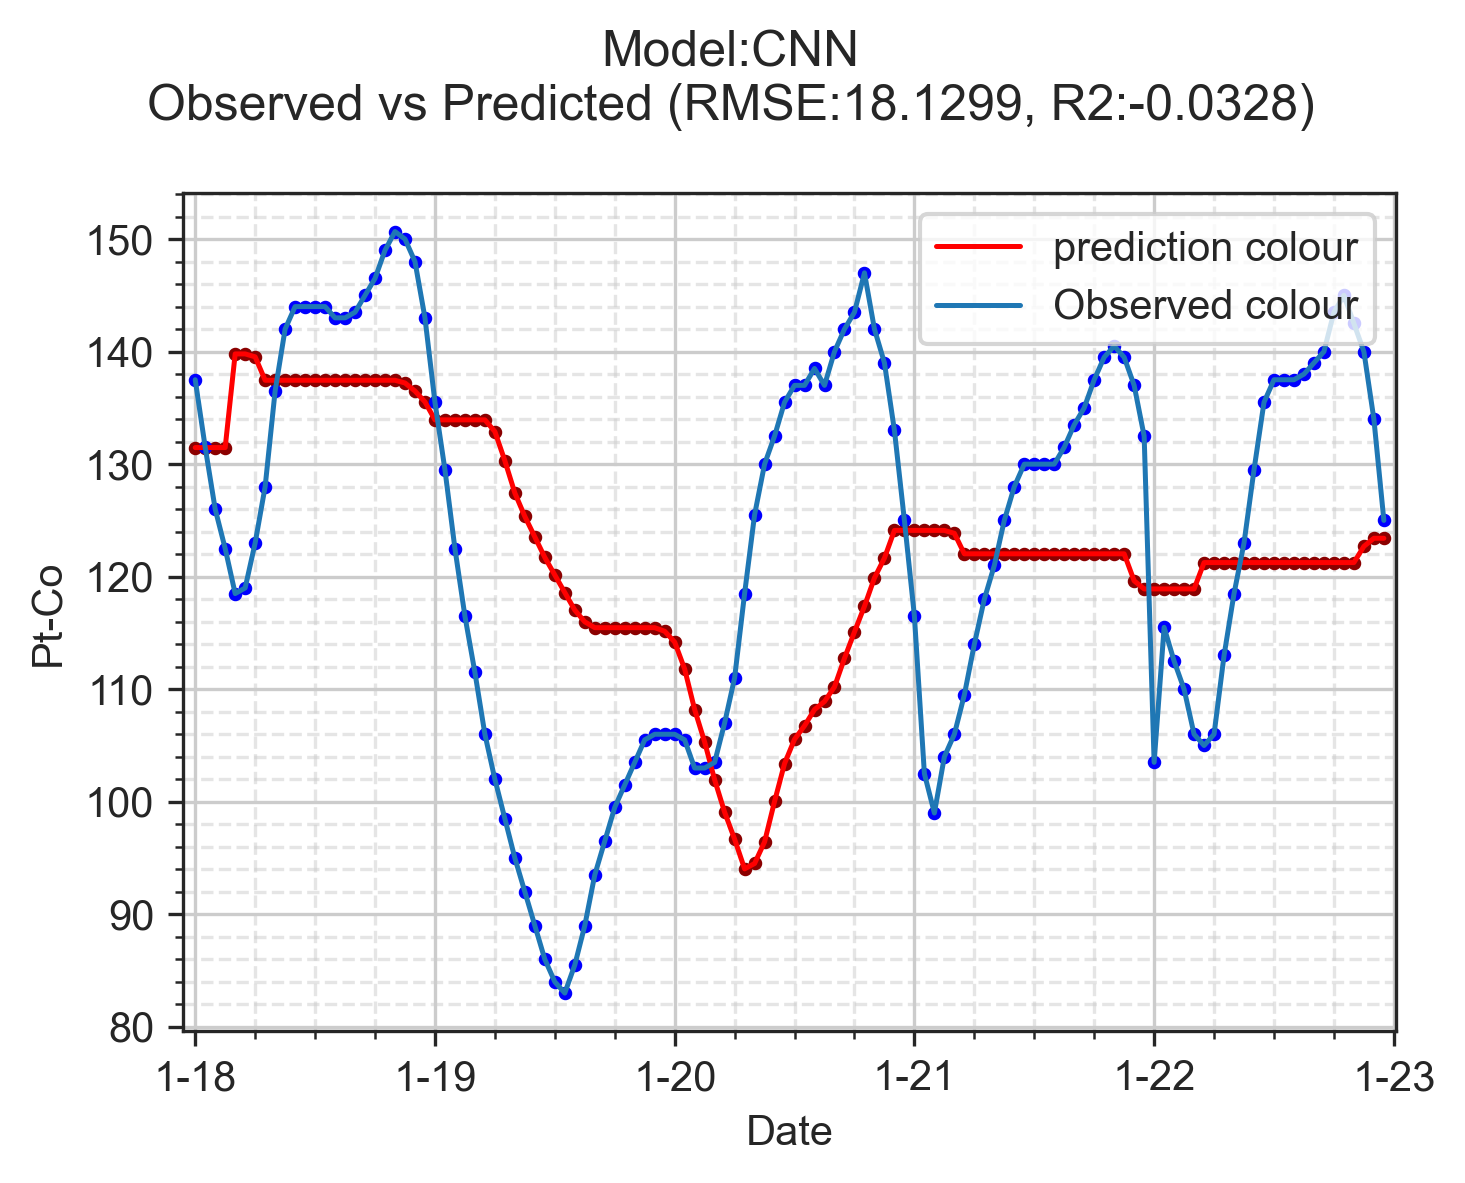 Model:CNN
Observed vs Predicted (RMSE:18.1299, R2:-0.0328)
prediction colour
Observed colour
150
140
130
120
110
100
90
80
Pt-Co
1-18 1-19 1-20 1-21 1-22 1-23
Date